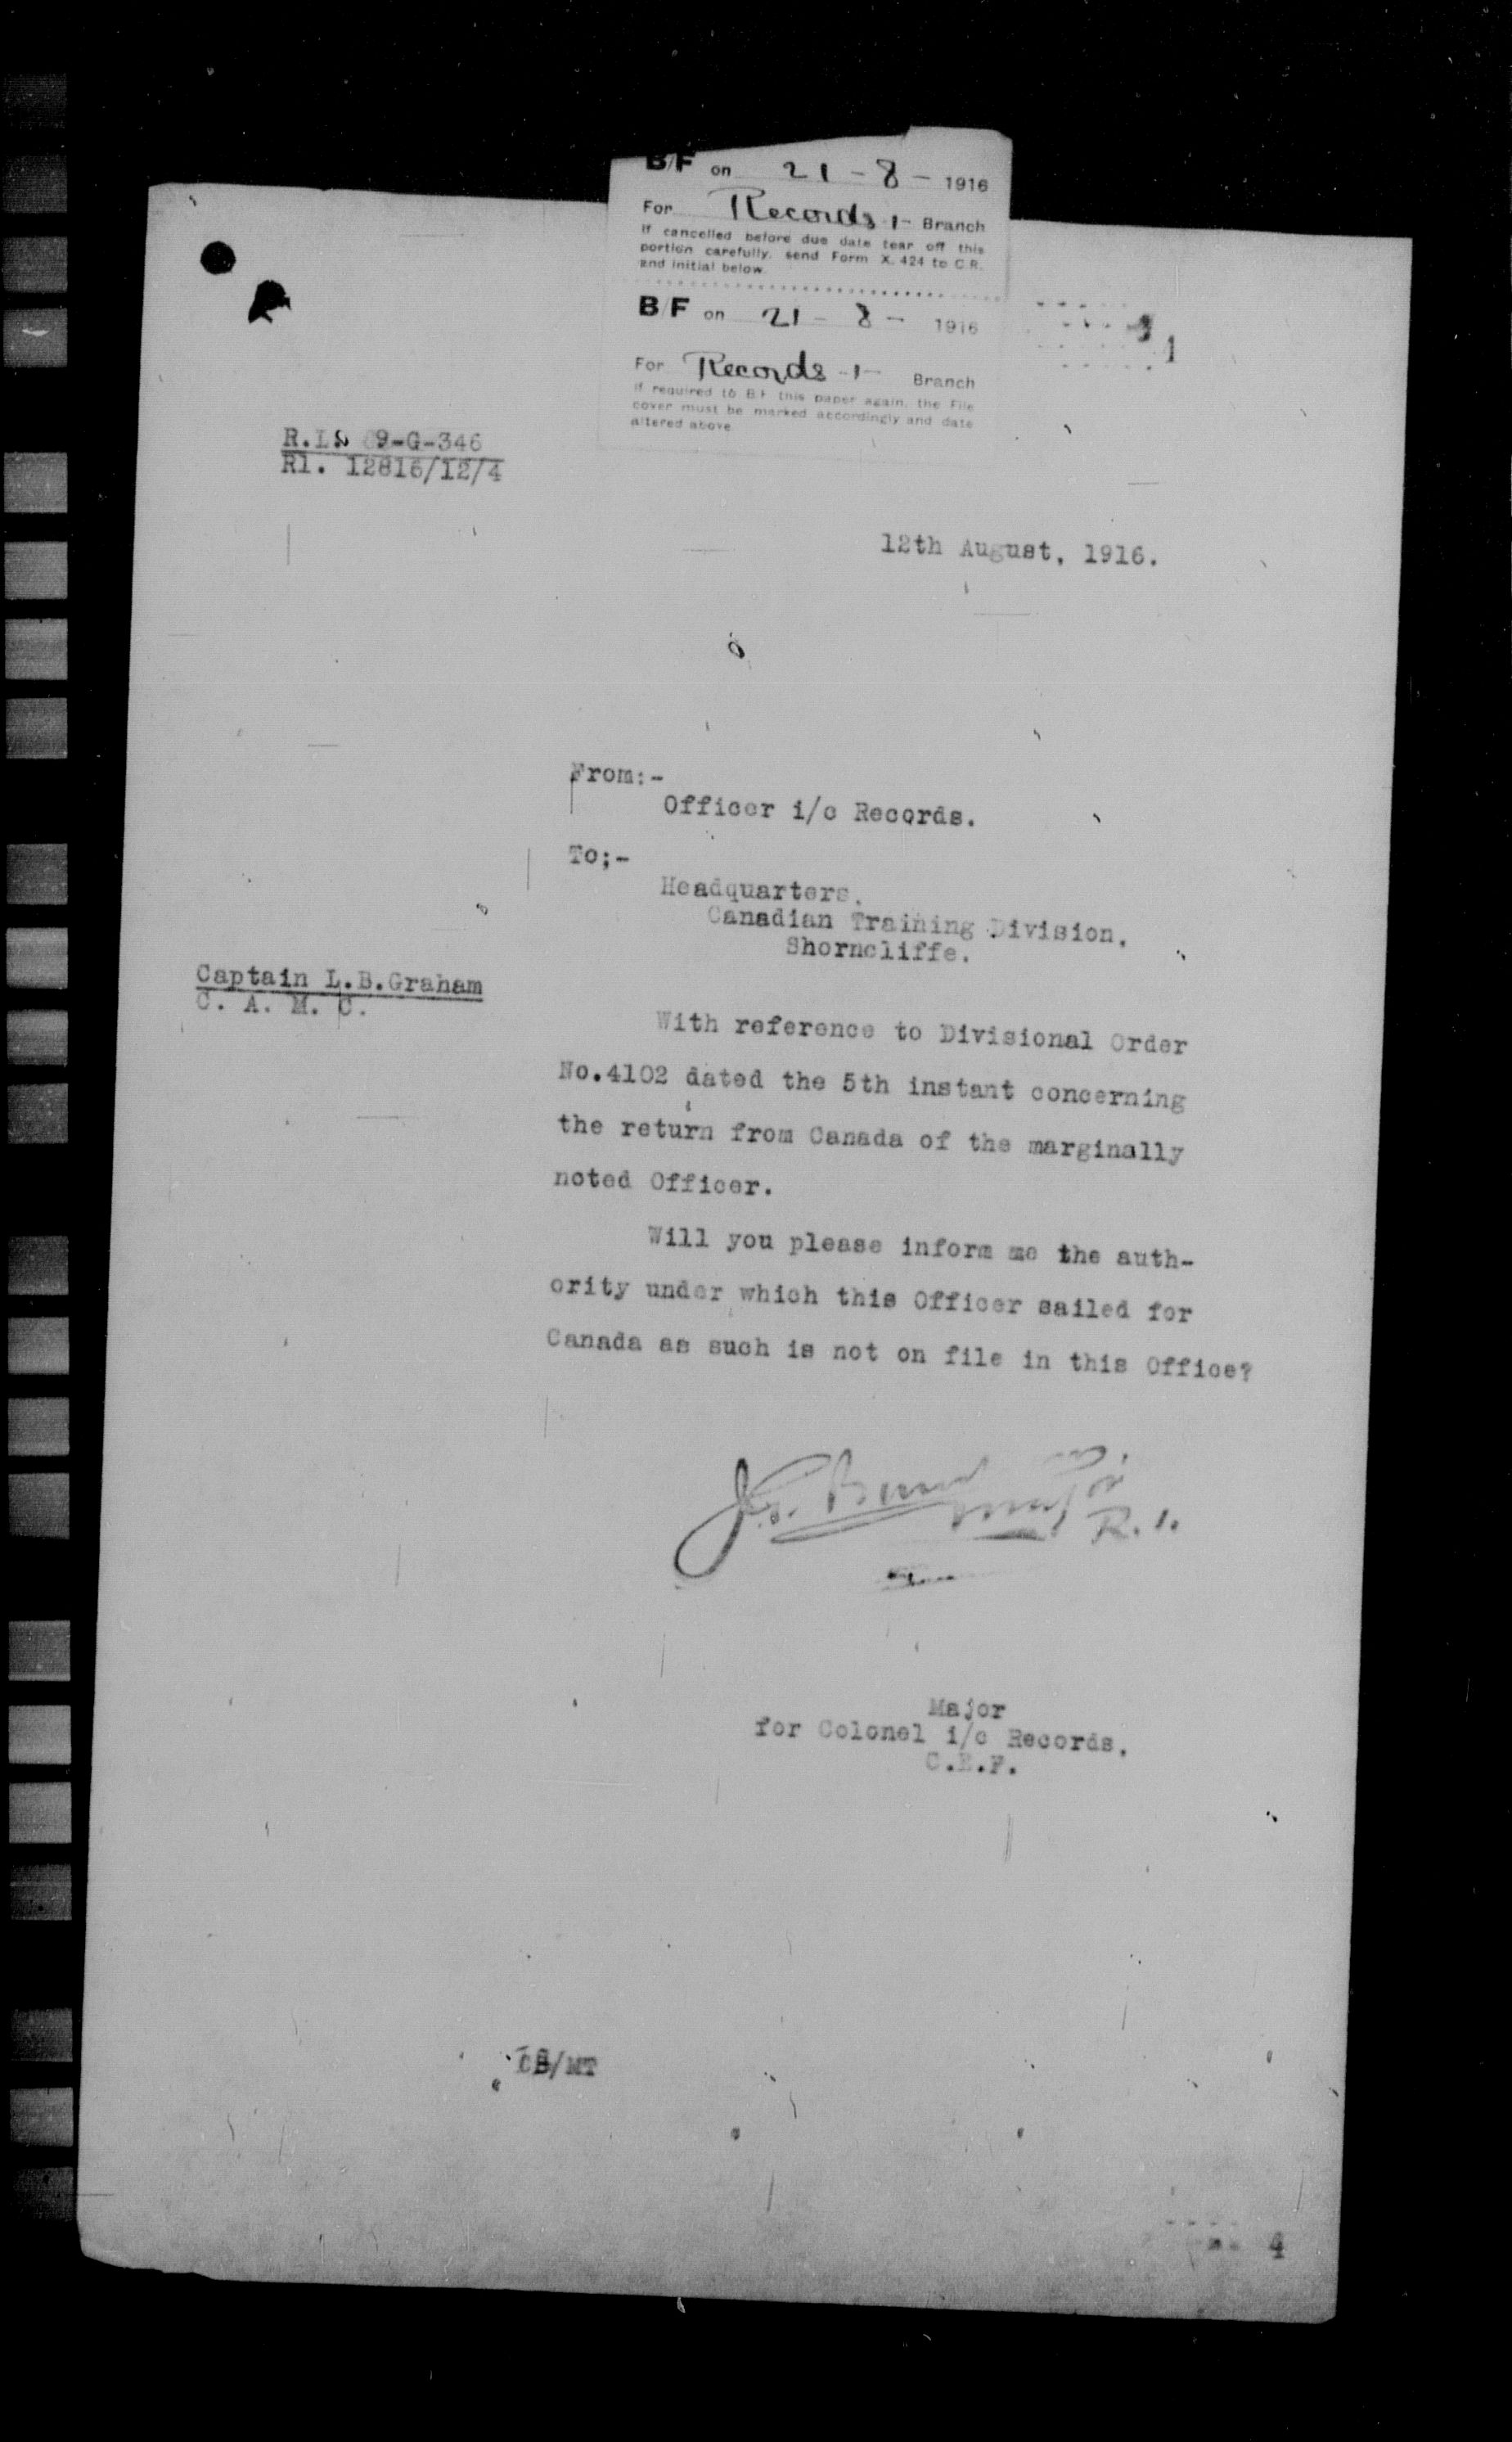 B/F on 21-8-1916
For Records 1- Branch
If cancelled before due date tear off this
portion carefully, send Form X. 424 to C.R.
and initial below.
B/F on 21-8-1916
For Records 1- Branch
If required to B.F this paper again, the File
cover must be marked accordingly and date
altered above
9-G-346
R1. 12816/12/4
12th August, 1916.
From:-
Officer i/c Records.
To;-
Headquarters,
Canadian Training Division,
Shorncliffe.
Captain L.B.Graham
C. A. M. C.
With reference to Divisional Order
No.4102 dated the 5th instant concerning
the return from Canada of the marginally
noted Officer.
Will you please inform me the auth-
ority under which this Officer sailed for
Canada as such is not on file in this Office?
R.1.
Major
for Colonel i/c Records,
C.E.F.
/MT
4